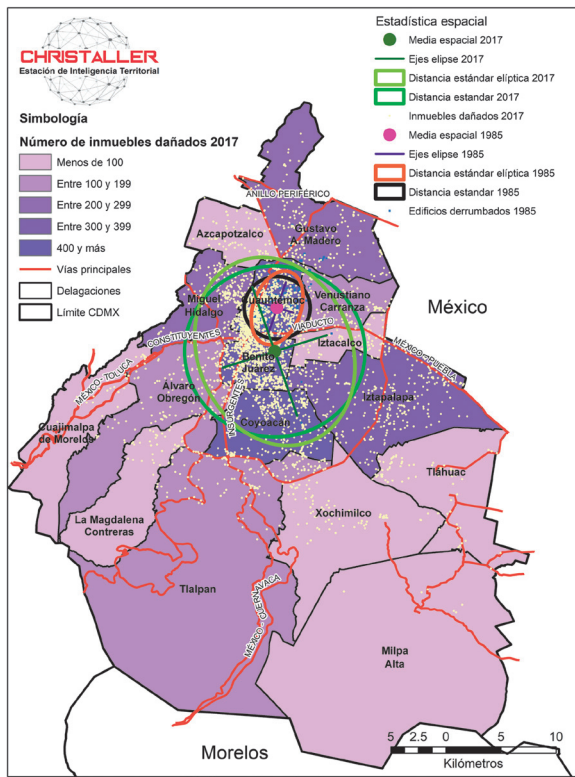 CHRISTALLER
Estación de Inteligencia Territorial
Simbología
Número de inmuebles dañados 2017
Menos de 100
Entre 100 y 199
Entre 200 y 299
Entre 300 y 399
400 y más
Vías principales
Delagaciones
Límite CDMX
Estadística espacial
Media espacial 2017
Ejes elipse 2017
Distancia estándar elíptica 2017
Distancia estandar 2017
Inmuebles dañados 2017
Media espacial 1985
Ejes elipse 1985
Distancia estándar elíptica 1985
Distancia estandar 1985
Edificios derrumbados 1985
ANILLO PERIFÉRICO
Azcapotzalco
Gustavo
A. Madero
Miguel
Hidalgo
Cuauhtémoc
Venustiano
Carranza
México
CONSTITUYENTES
VIADUCTO
Iztacalco
MÉXICO-PUEBLA
MÉXICO-TOLUCA
Benito
Juárez
Álvaro
Obregón
INSURGENTES
Iztapalapa
Coyoacán
Cuajimalpa
de Morelos
Tláhuac
La Magdalena
Contreras
Xochimilco
Tlalpan
MÉXICO-CUERNAVACA
Milpa
Alta
Morelos
5 2.5 0 5 10
Kilómetros